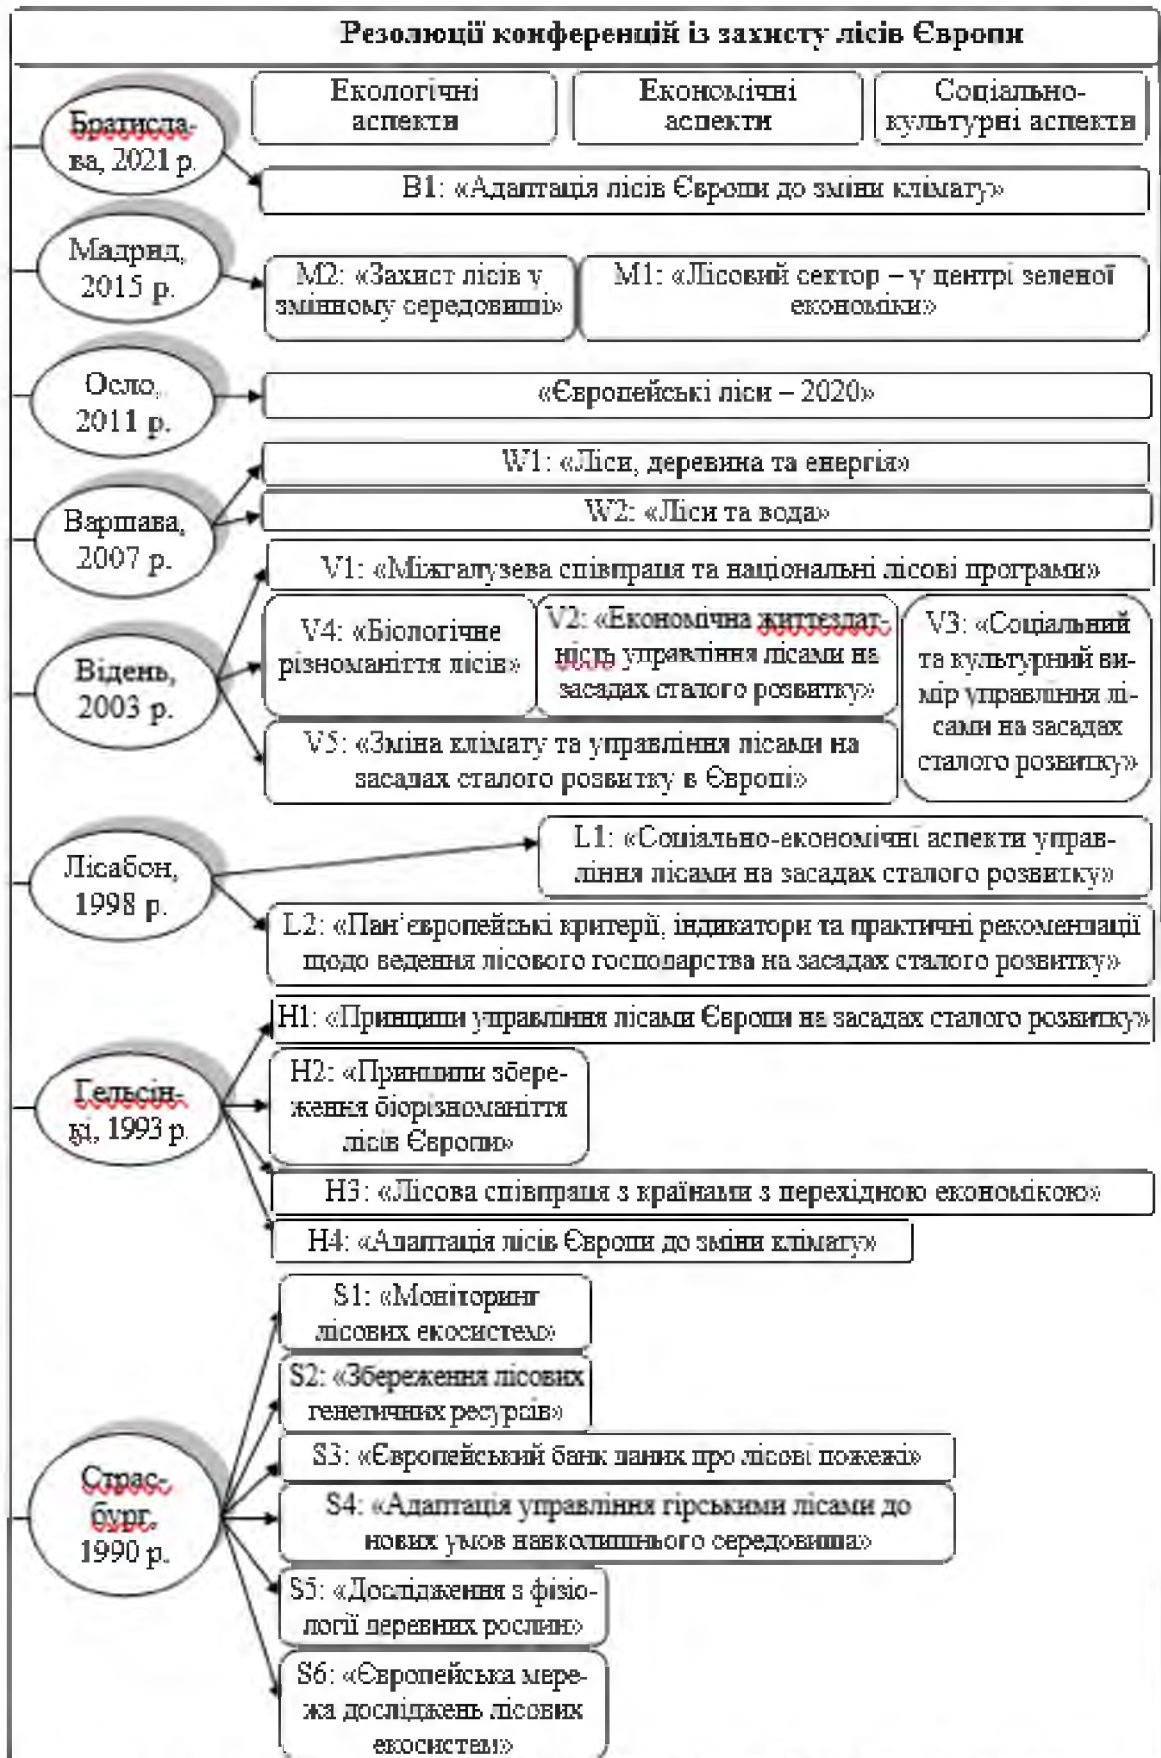 Резолюції конференцій із захисту лісів Європи
Екологічні
аспекти
Економічні
аспекти
Соціально-
культурні аспекти
Братисла-
ва, 2021 р.
В1: «Адаптація лісів Європи до зміни клімату»
Мадрид,
2015 р.
М2: «Захист лісів у
змінному середовищі»
М1: «Лісовий сектор – у центрі зеленої
економіки»
Осло,
2011 р.
«Європейські ліси – 2020»
Варшава,
2007 р.
W1: «Ліси, деревина та енергія»
W2: «Ліси та вода»
Відень,
2003 р.
V1: «Міжгалузева співпраця та національні лісові програми»
V4: «Біологічне
різноманіття лісів»
V2: «Економічна життєздат-
ність управління лісами на
засадах сталого розвитку»
V3: «Соціальний
та культурний ви-
мір управління лі-
сами на засадах
сталого розвитку»
V5: «Зміна клімату та управління лісами на
засадах сталого розвитку в Європі»
Лісабон,
1998 р.
L1: «Соціально-економічні аспекти управ-
ління лісами на засадах сталого розвитку»
L2: «Пан’європейські критерії, індикатори та практичні рекомендації
щодо ведення лісового господарства на засадах сталого розвитку»
Гельсін-
кі, 1993 р.
Н1: «Принципи управління лісами Європи на засадах сталого розвитку»
Н2: «Принципи збере-
ження біорізноманіття
лісів Європи»
Н3: «Лісова співпраця з країнами з перехідною економікою»
Н4: «Адаптація лісів Європи до зміни клімату»
Страс-
бург,
1990 р.
S1: «Моніторинг
лісових екосистем»
S2: «Збереження лісових
генетичних ресурсів»
S3: «Європейський банк даних про лісові пожежі»
S4: «Адаптація управління гірськими лісами до
нових умов навколишнього середовища»
S5: «Дослідження з фізіо-
логії деревних рослин»
S6: «Європейська мере-
жа досліджень лісових
екосистем»